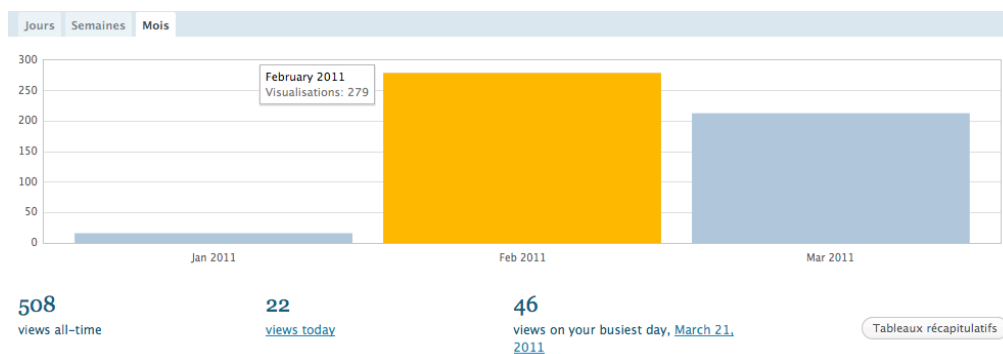 Jours Semaines Mois
300
February 2011
Visualisations: 279
250
200
150
100
50
0
Jan 2011 Feb 2011 Mar 2011
508 22 46
views all-time views today views on your busiest day, March 21,
2011
Tableaux récapitulatifs